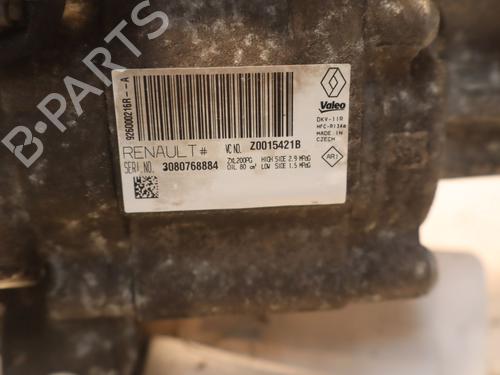 926000216R--A
RENAULT#
VC NO. Z0015421B
SERI.NO. 3080768884
ZXL200PG HIGH SIDE 2.9 MPaG
OIL 80 cm³ LOW SIDE 1.5 MPaG
Valeo
DKV-11R
HFC-R134a
MADE IN
CZECH
AR1
B-PARTS